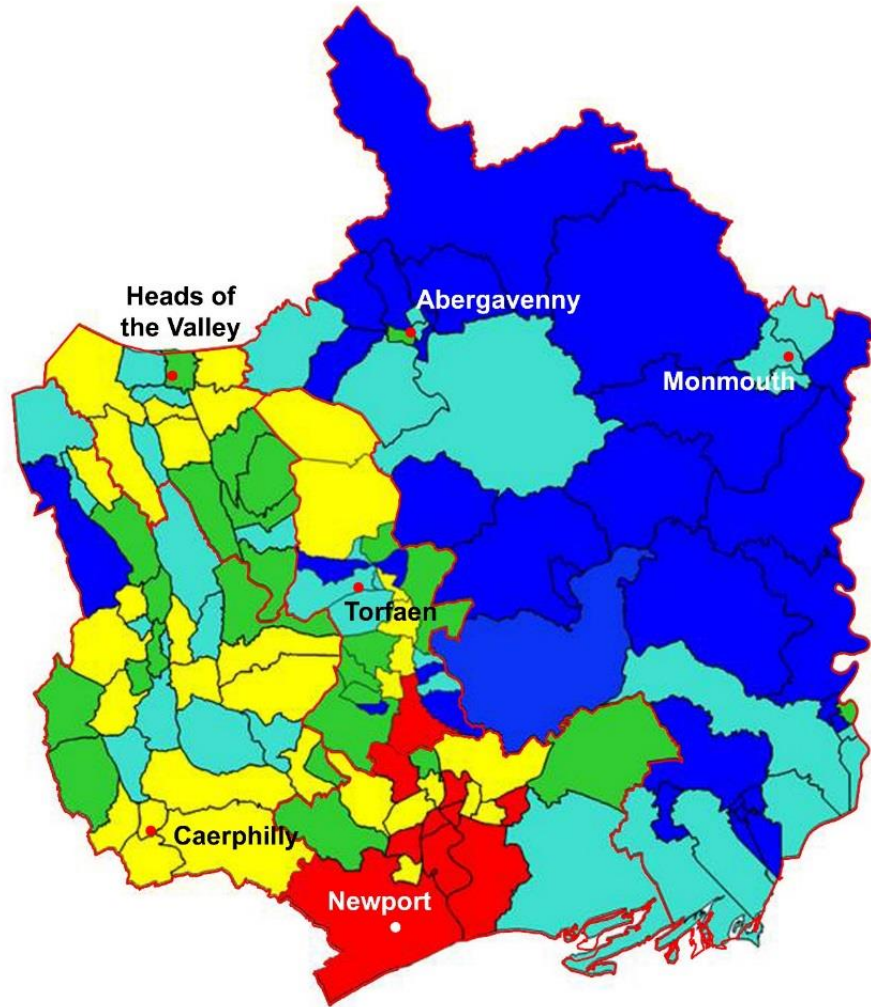 Heads of
the Valley
Abergavenny
Monmouth
Torfaen
Caerphilly
Newport